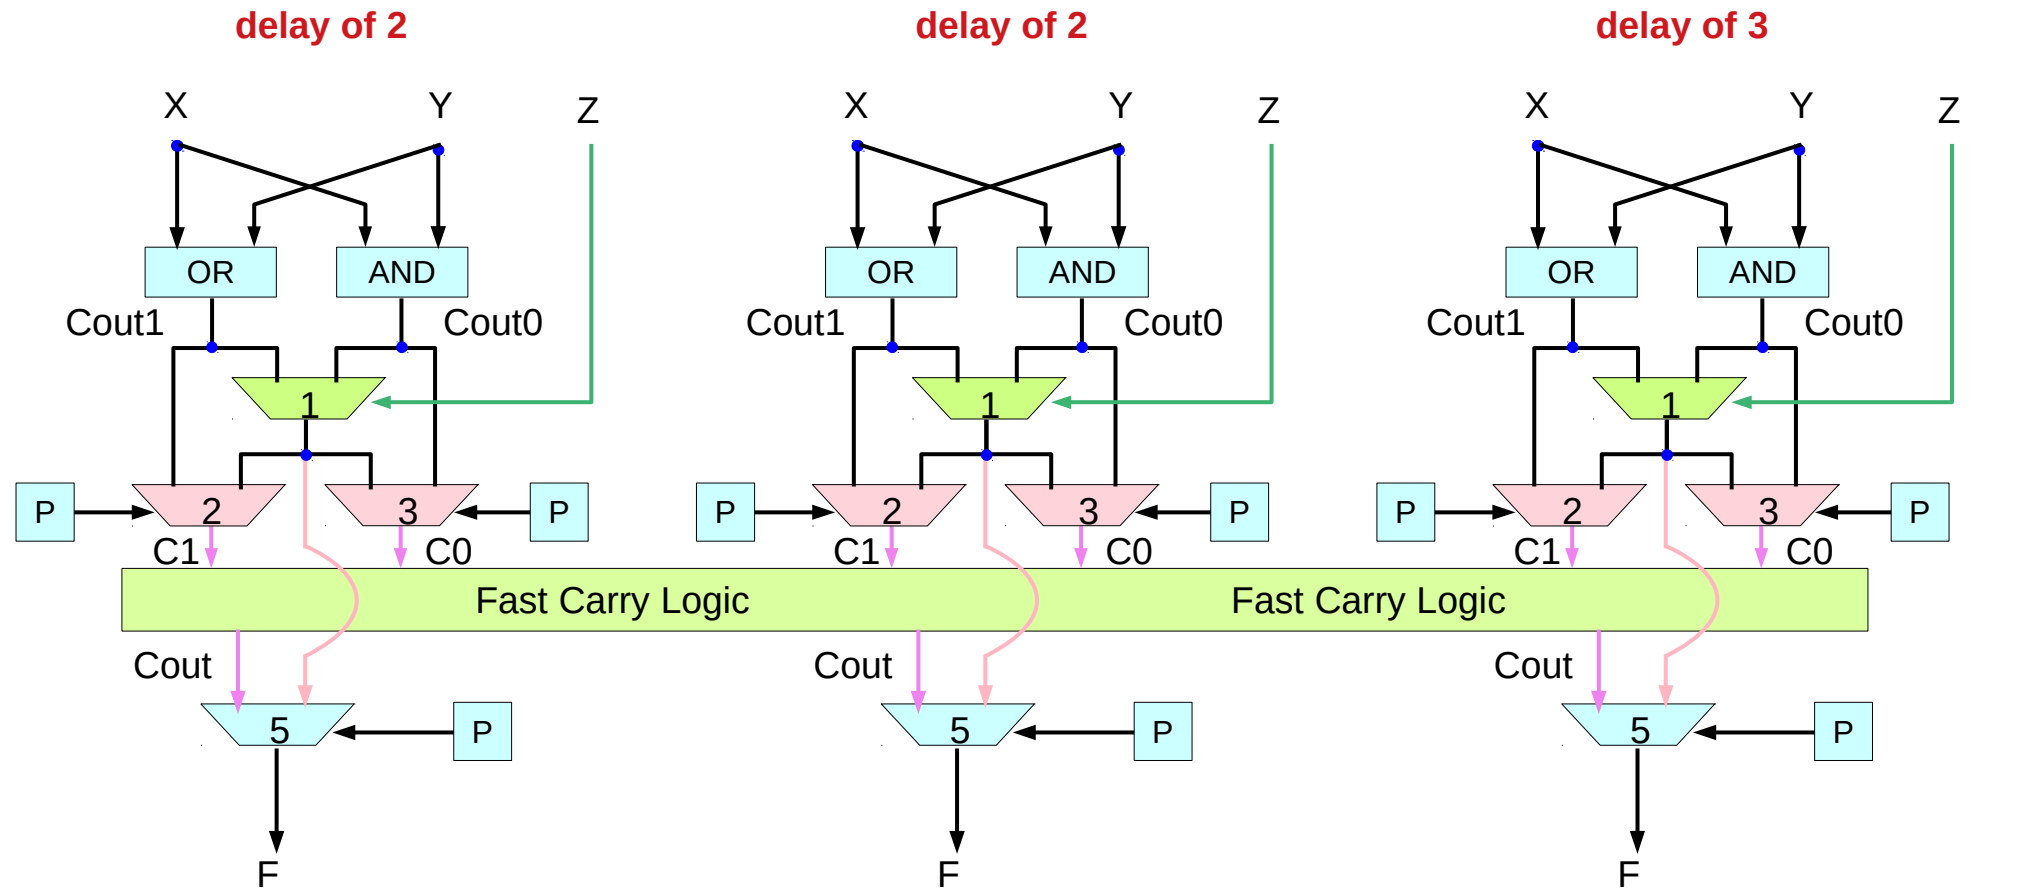 delay of 2 delay of 2 delay of 3
X Y Z X Y Z X Y Z
OR AND OR AND OR AND
Cout1 Cout0 Cout1 Cout0 Cout1 Cout0
1 1 1
P 2 3 P P 2 3 P P 2 3 P
C1 C0 C1 C0 C1 C0
Fast Carry Logic Fast Carry Logic
Cout Cout Cout
5 P 5 P 5 P
F F F